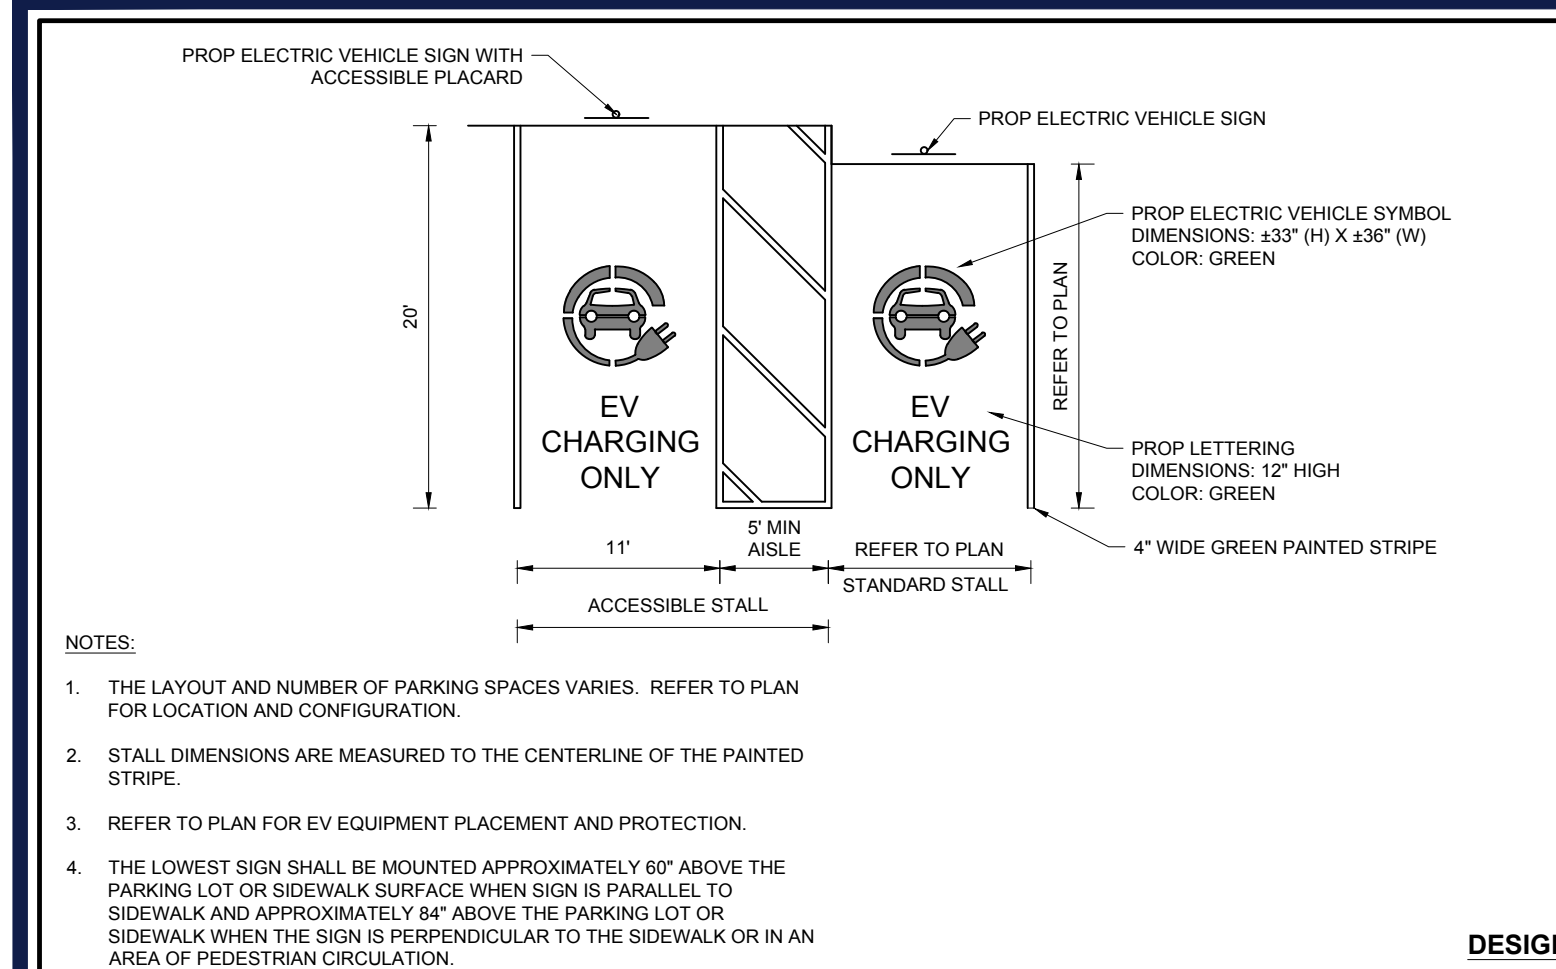 PROP ELECTRIC VEHICLE SIGN WITH
ACCESSIBLE PLACARD
PROP ELECTRIC VEHICLE SIGN
PROP ELECTRIC VEHICLE SYMBOL
DIMENSIONS: ±33" (H) X ±36" (W)
COLOR: GREEN
20'
REFER TO PLAN
EV
CHARGING
ONLY
EV
CHARGING
ONLY
PROP LETTERING
DIMENSIONS: 12" HIGH
COLOR: GREEN
4" WIDE GREEN PAINTED STRIPE
11'
5' MIN
AISLE
REFER TO PLAN
STANDARD STALL
ACCESSIBLE STALL
NOTES:
1. THE LAYOUT AND NUMBER OF PARKING SPACES VARIES. REFER TO PLAN
FOR LOCATION AND CONFIGURATION.
2. STALL DIMENSIONS ARE MEASURED TO THE CENTERLINE OF THE PAINTED
STRIPE.
3. REFER TO PLAN FOR EV EQUIPMENT PLACEMENT AND PROTECTION.
4. THE LOWEST SIGN SHALL BE MOUNTED APPROXIMATELY 60" ABOVE THE
PARKING LOT OR SIDEWALK SURFACE WHEN SIGN IS PARALLEL TO
SIDEWALK AND APPROXIMATELY 84" ABOVE THE PARKING LOT OR
SIDEWALK WHEN THE SIGN IS PERPENDICULAR TO THE SIDEWALK OR IN AN
AREA OF PEDESTRIAN CIRCULATION.